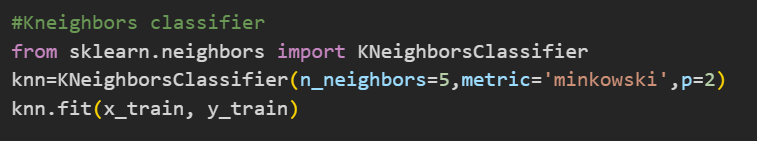 #Kneighbors classifier
from sklearn.neighbors import KNeighborsClassifier
knn=KNeighborsClassifier(n_neighbors=5,metric='minkowski',p=2)
knn.fit(x_train, y_train)